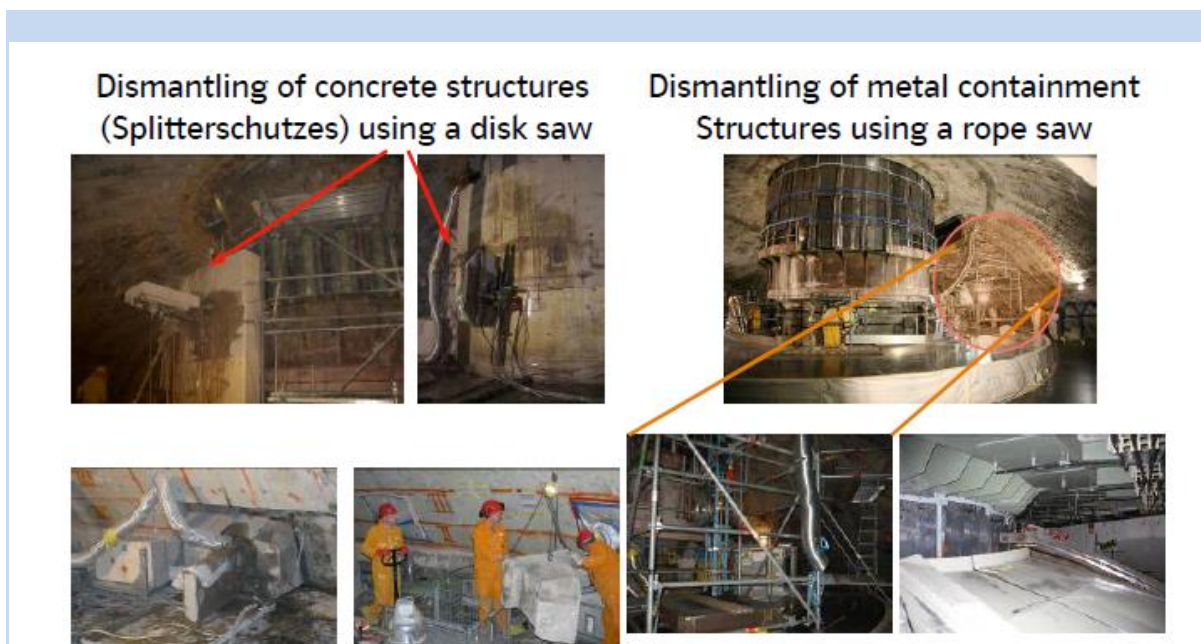 Dismantling of concrete structures
(Splitterschutzes) using a disk saw
Dismantling of metal containment
Structures using a rope saw